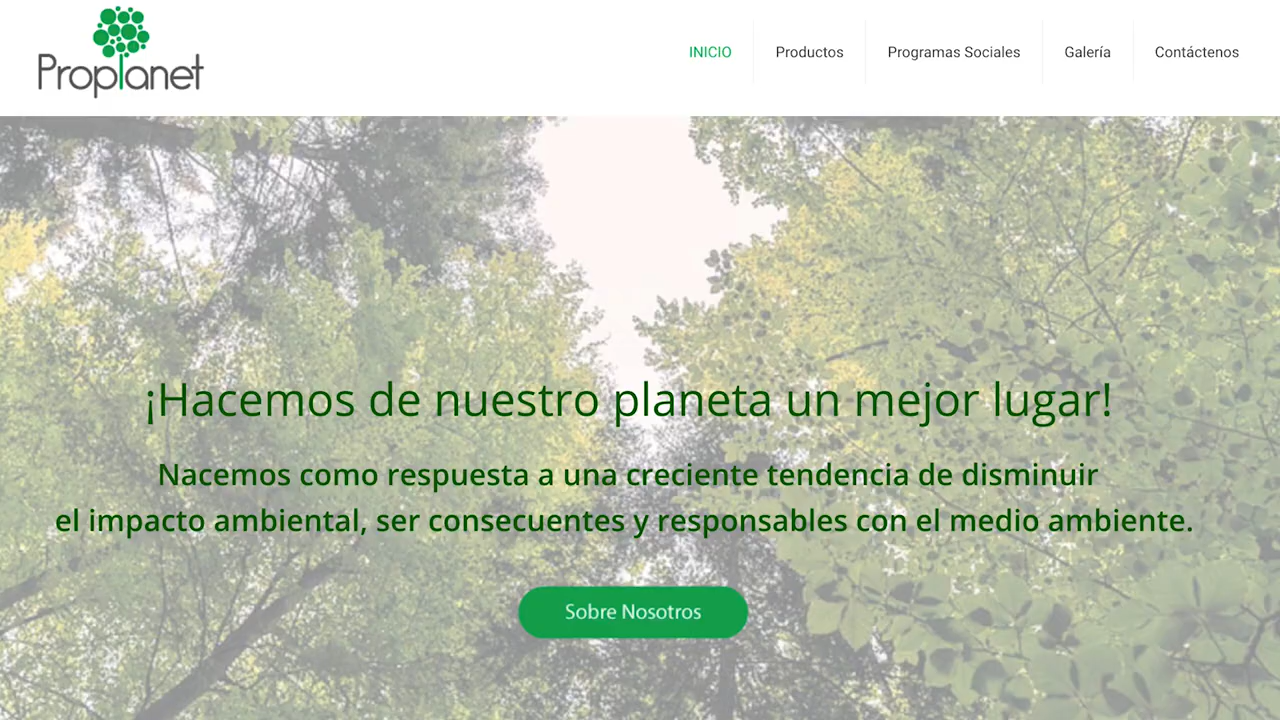 Proplanet
INICIO
Productos
Programas Sociales
Galería
Contáctenos
¡Hacemos de nuestro planeta un mejor lugar!
Nacemos como respuesta a una creciente tendencia de disminuir
el impacto ambiental, ser consecuentes y responsables con el medio ambiente.
Sobre Nosotros